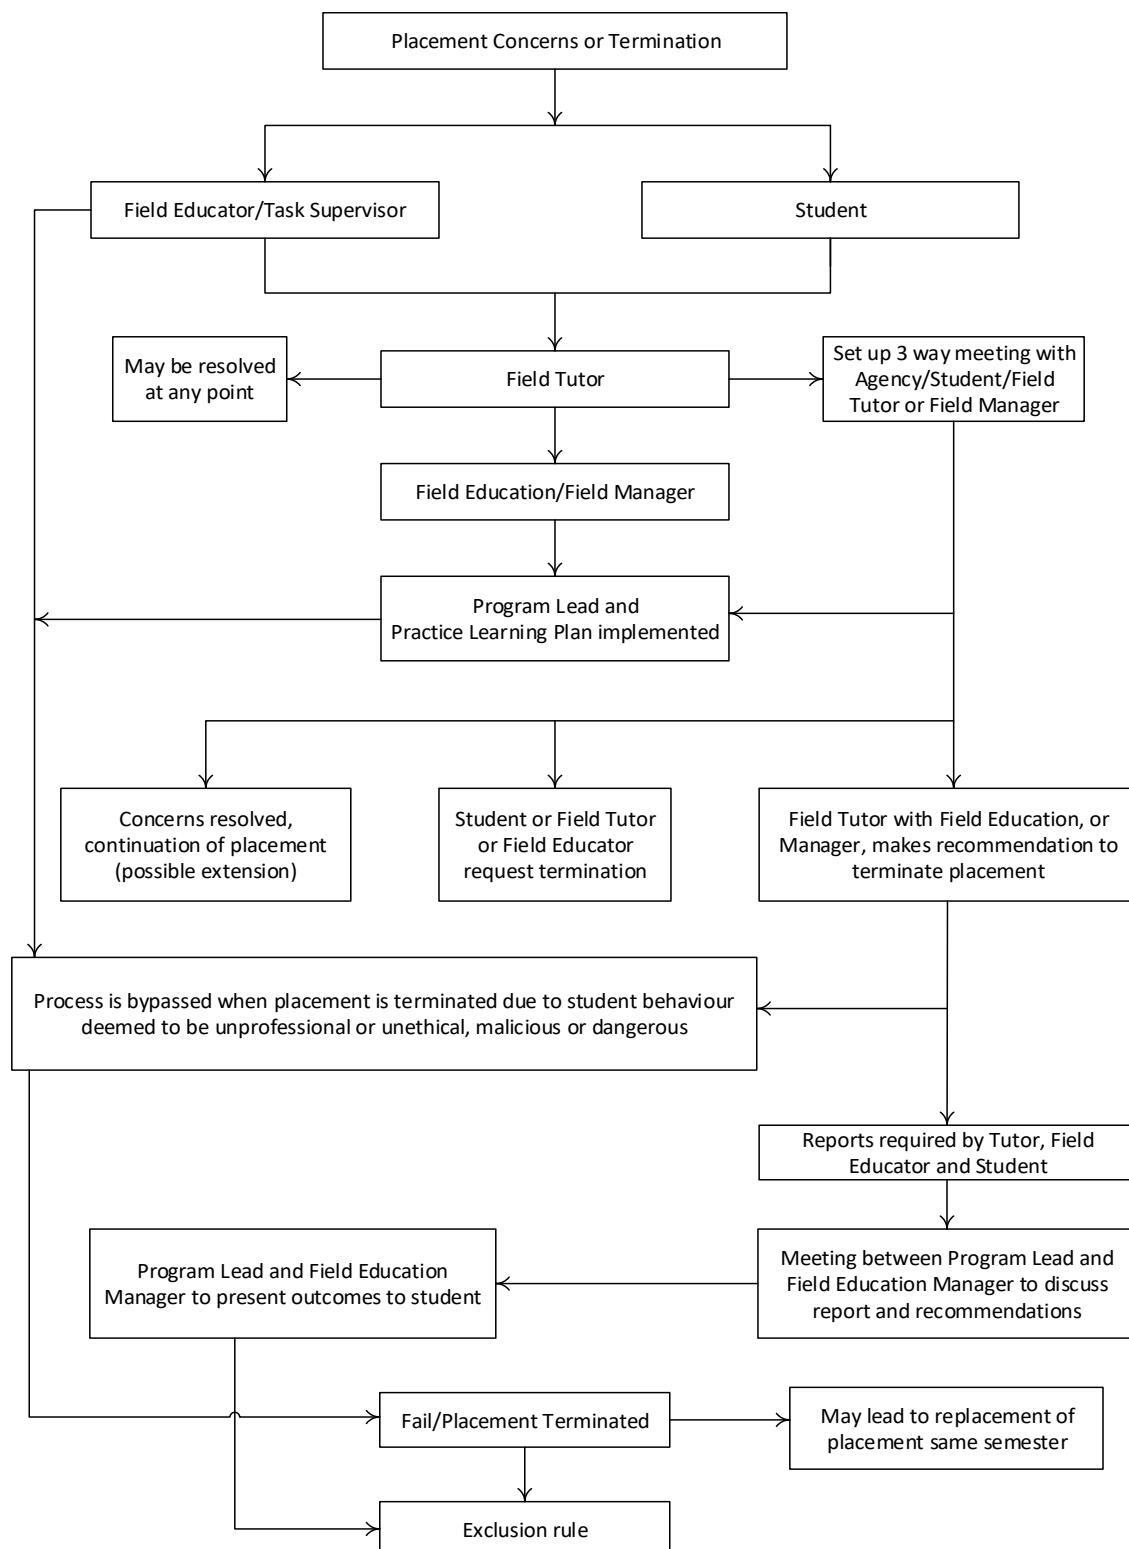 Placement Concerns or Termination
Field Educator/Task Supervisor
Student
May be resolved
at any point
Field Tutor
Set up 3 way meeting with
Agency/Student/Field
Tutor or Field Manager
Field Education/Field Manager
Program Lead and
Practice Learning Plan implemented
Concerns resolved,
continuation of placement
(possible extension)
Student or Field Tutor
or Field Educator
request termination
Field Tutor with Field Education, or
Manager, makes recommendation to
terminate placement
Process is bypassed when placement is terminated due to student behaviour
deemed to be unprofessional or unethical, malicious or dangerous
Reports required by Tutor, Field
Educator and Student
Program Lead and Field Education
Manager to present outcomes to student
Meeting between Program Lead and
Field Education Manager to discuss
report and recommendations
Fail/Placement Terminated
May lead to replacement of
placement same semester
Exclusion rule